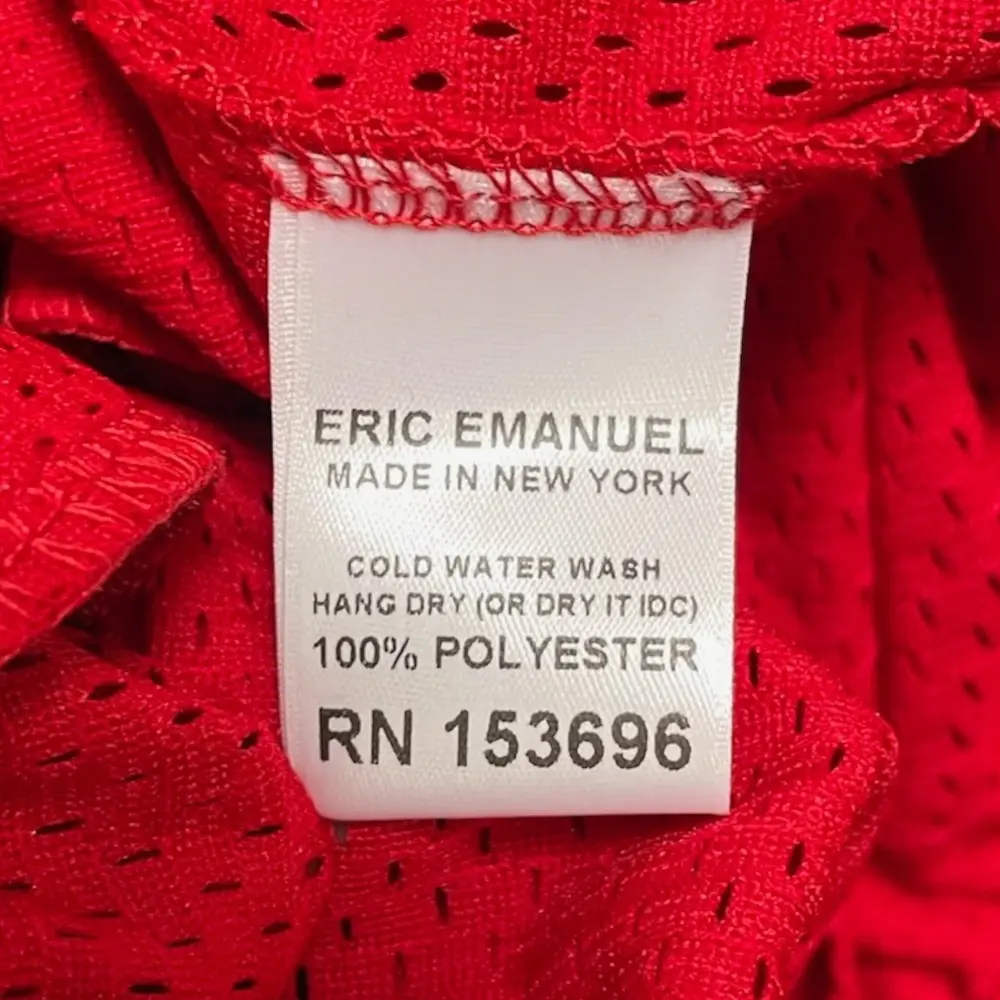 ERIC EMANUEL
MADE IN NEW YORK
COLD WATER WASH
HANG DRY (OR DRY IT IDC)
100% POLYESTER
RN 153696